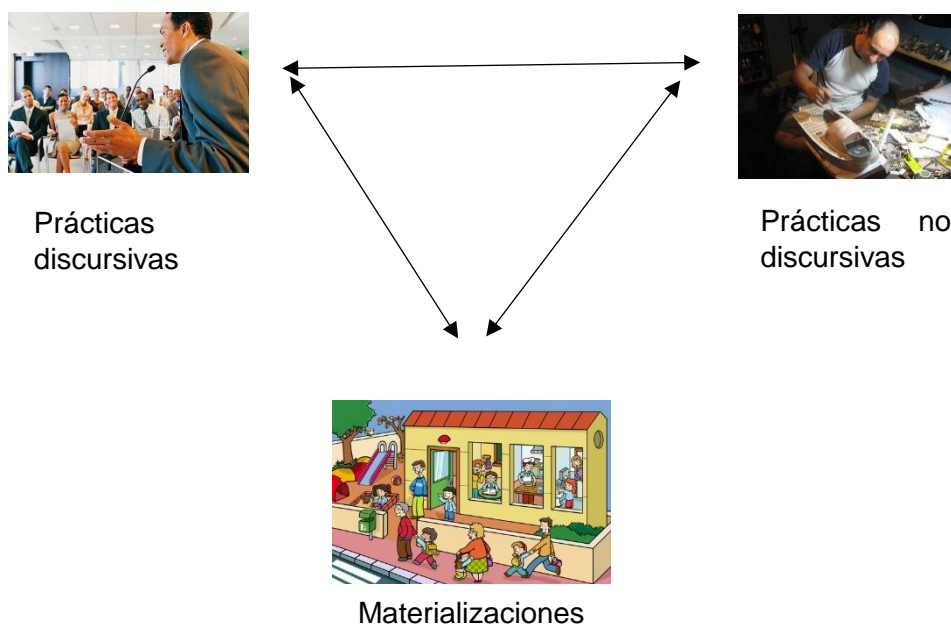 Prácticas
discursivas
Prácticas no
discursivas
Materializaciones